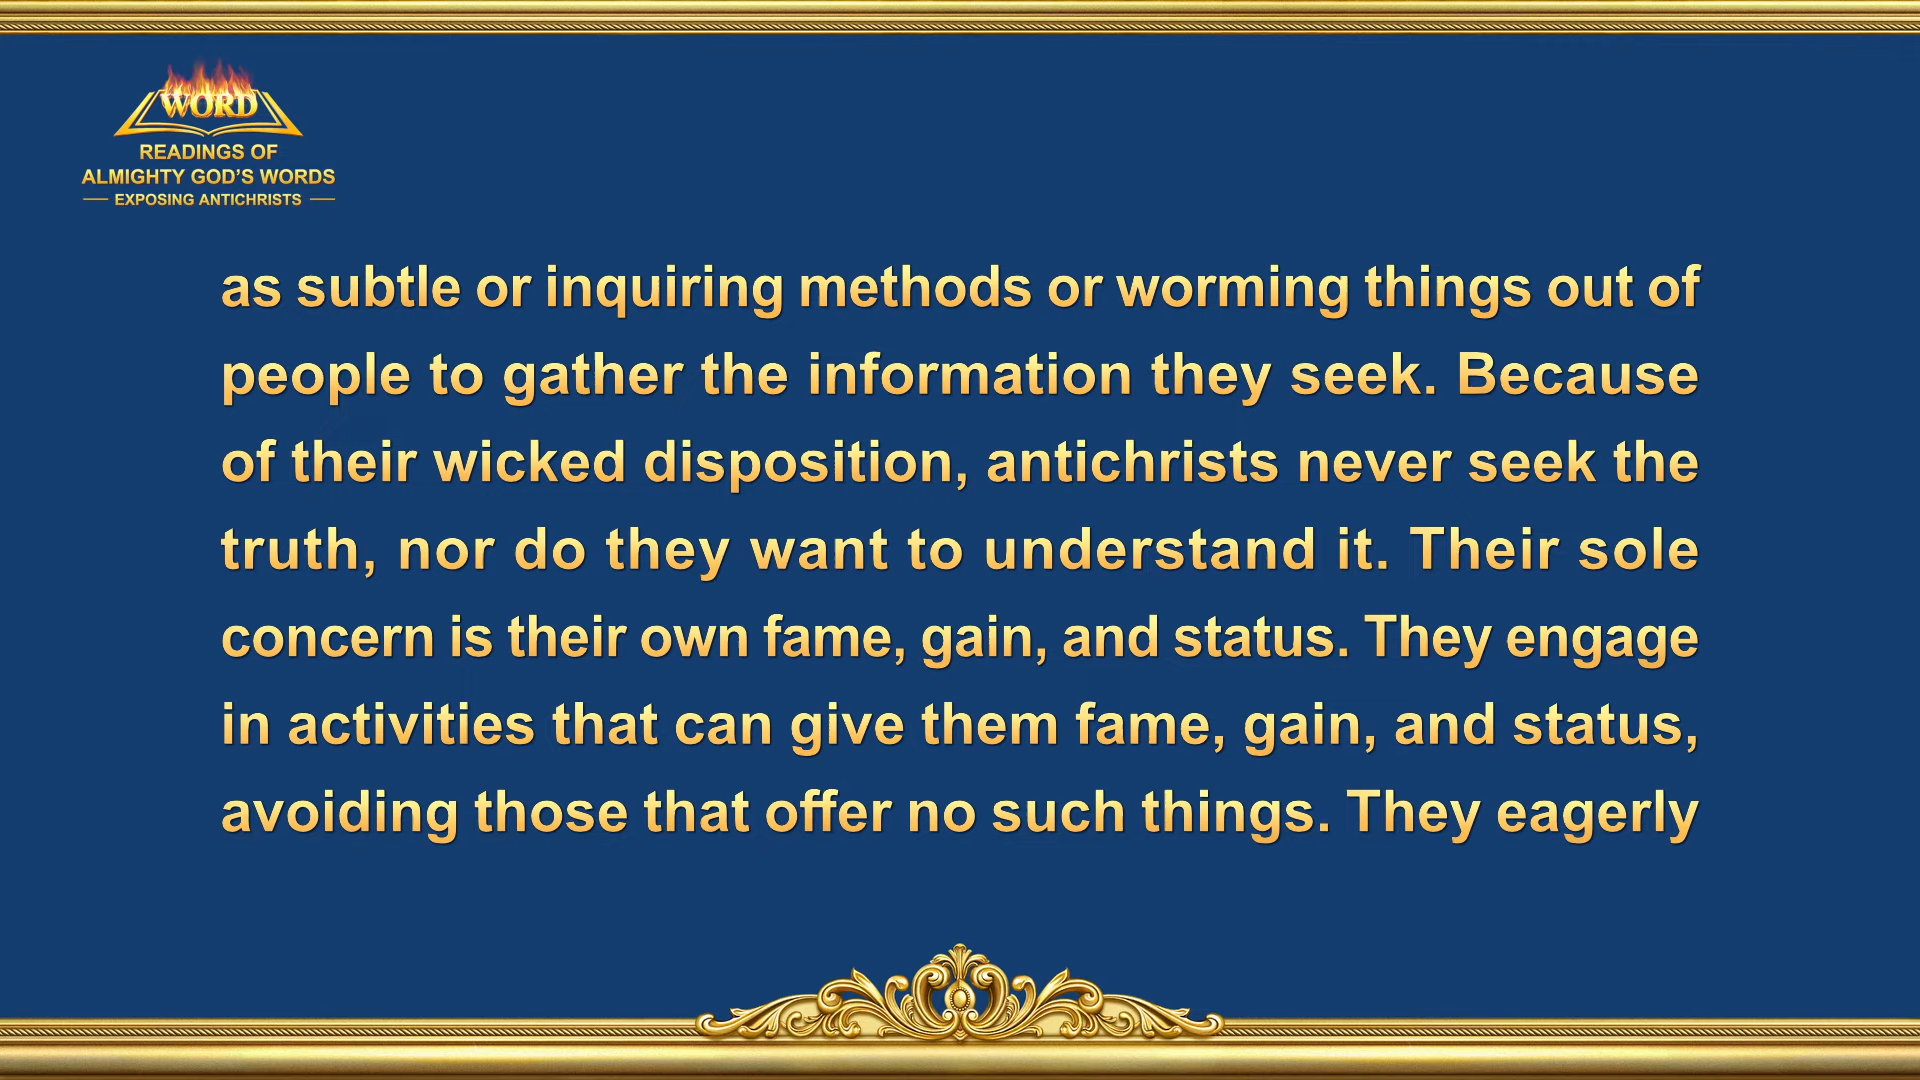 WORD
READINGS OF
ALMIGHTY GOD'S WORDS
EXPOSING ANTICHRISTS
as subtle or inquiring methods or worming things out of
people to gather the information they seek. Because
of their wicked disposition, antichrists never seek the
truth, nor do they want to understand it. Their sole
concern is their own fame, gain, and status. They engage
in activities that can give them fame, gain, and status,
avoiding those that offer no such things. They eagerly